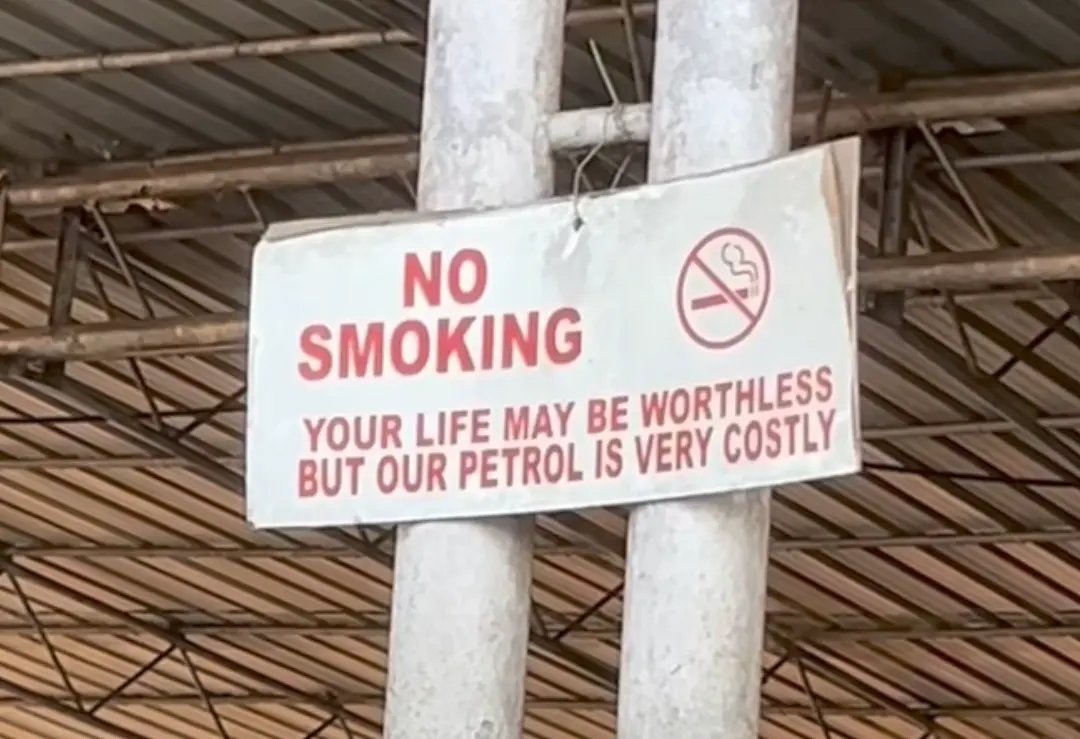 NO
SMOKING
YOUR LIFE MAY BE WORTHLESS
BUT OUR PETROL IS VERY COSTLY